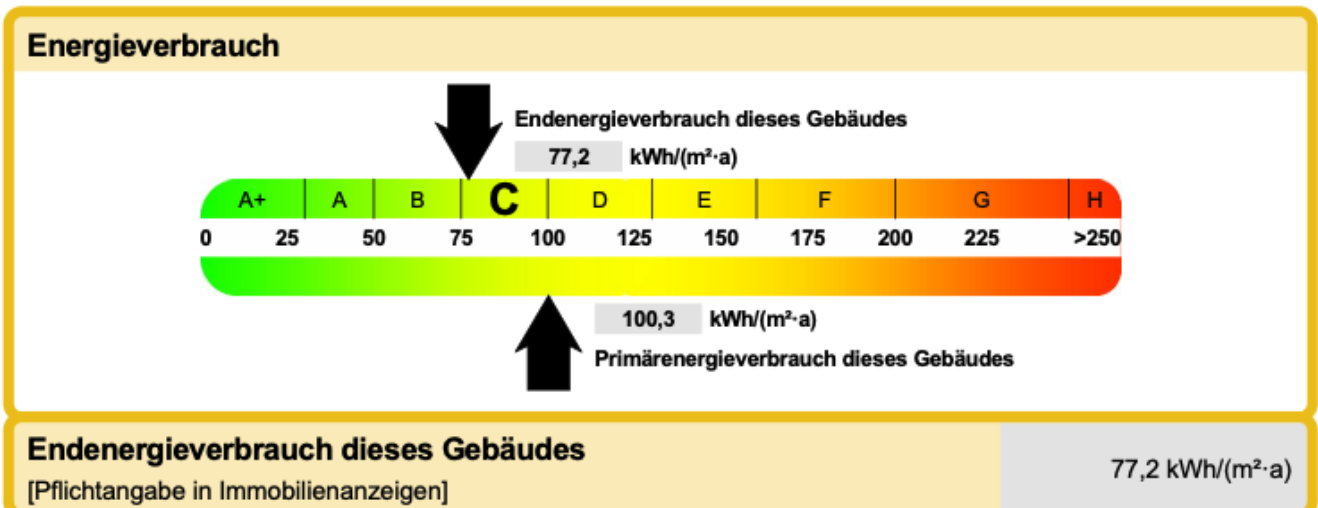 Energieverbrauch
Endenergieverbrauch dieses Gebäudes
77,2 kWh/(m²·a)
A+ A B C D E F G H
0 25 50 75 100 125 150 175 200 225 >250
100,3 kWh/(m²·a)
Primärenergieverbrauch dieses Gebäudes
Endenergieverbrauch dieses Gebäudes
77,2 kWh/(m²·a)
[Pflichtangabe in Immobilienanzeigen]